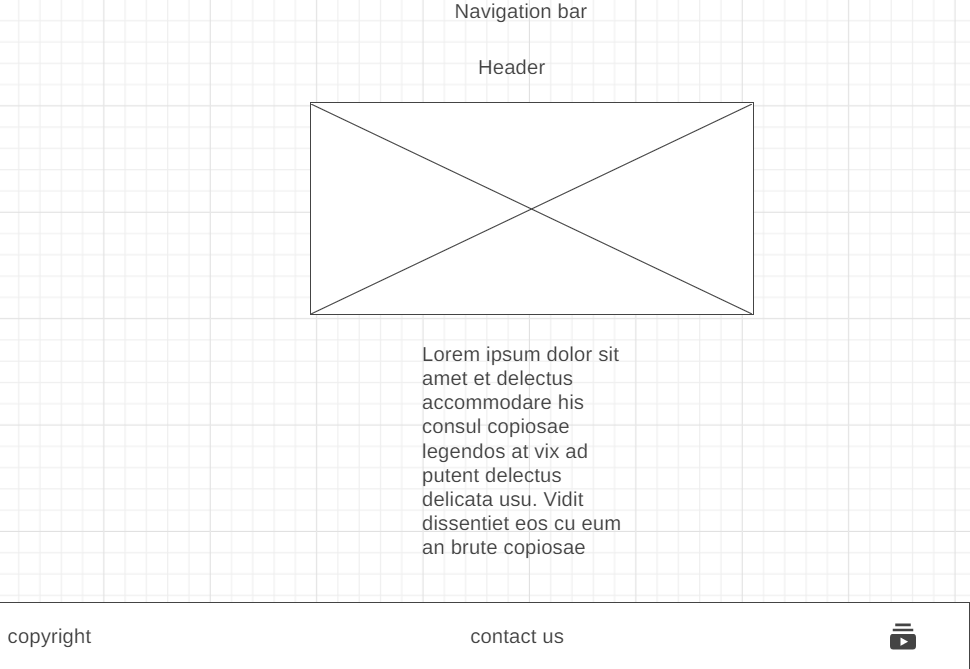 Navigation bar
Header
Lorem ipsum dolor sit
amet et delectus
accommodare his
consul copiosae
legendos at vix ad
putent delectus
delicata usu. Vidit
dissentiet eos cu eum
an brute copiosae
copyright
contact us